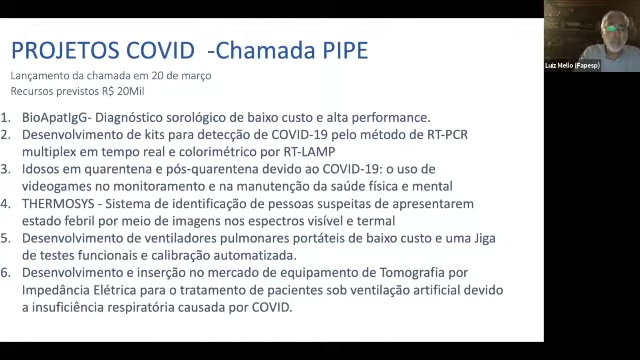 PROJETOS COVID -Chamada PIPE
Lançamento da chamada em 20 de março
Recursos previstos R$ 20Mil
1. BioApatIgG- Diagnóstico sorológico de baixo custo e alta performance.
2. Desenvolvimento de kits para detecção de COVID-19 pelo método de RT-PCR
multiplex em tempo real e colorimétrico por RT-LAMP
3. Idosos em quarentena e pós-quarentena devido ao COVID-19: o uso de
videogames no monitoramento e na manutenção da saúde física e mental
4. THERMOSYS - Sistema de identificação de pessoas suspeitas de apresentarem
estado febril por meio de imagens nos espectros visível e termal
5. Desenvolvimento de ventiladores pulmonares portáteis de baixo custo e uma Jiga
de testes funcionais e calibração automatizada.
6. Desenvolvimento e inserção no mercado de equipamento de Tomografia por
Impedância Elétrica para o tratamento de pacientes sob ventilação artificial devido
a insuficiência respiratória causada por COVID.
Luiz Mello (Fapesp)